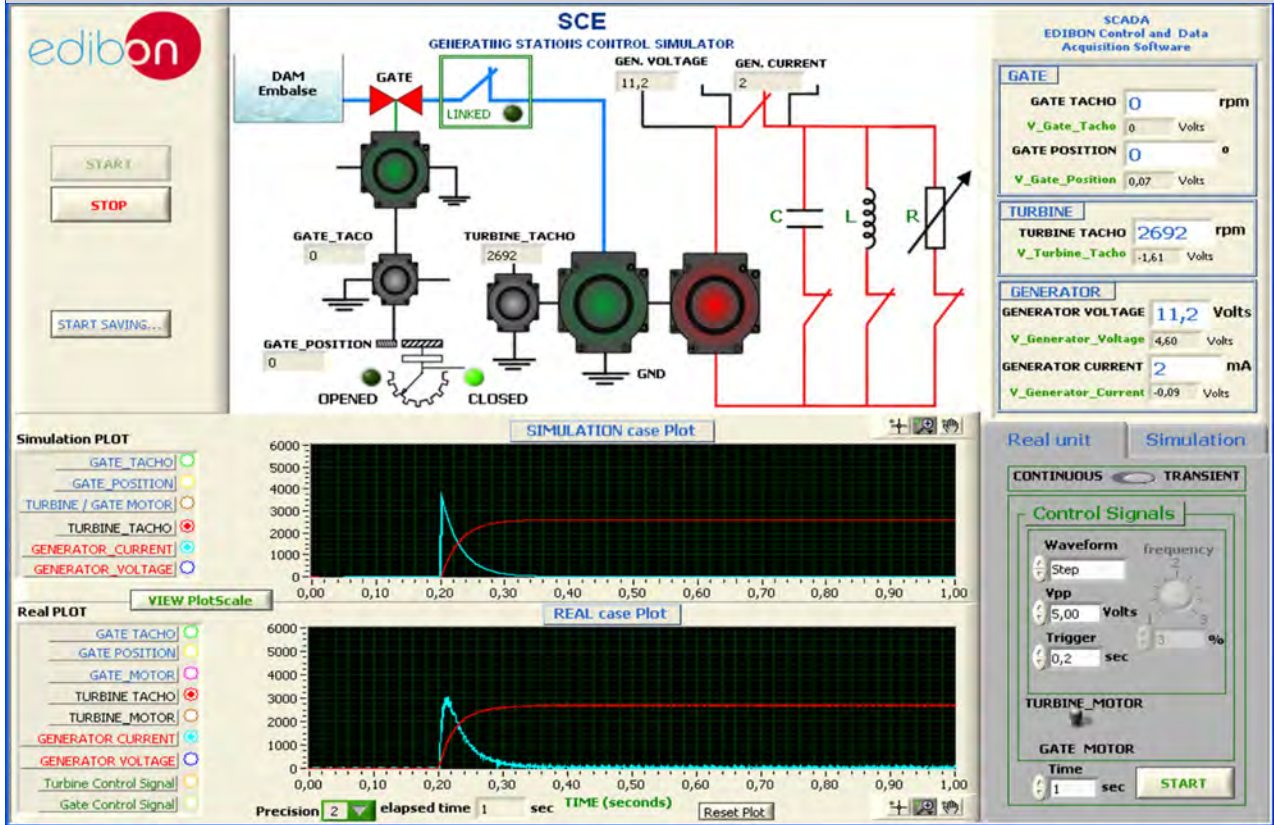 edibon
START
STOP
START SAVING...
SCE
GENERATING STATIONS CONTROL SIMULATOR
DAM
Embalse
GATE
LINKED
GEN. VOLTAGE
11,2
GEN. CURRENT
2
C
L
R
GATE_TACO
0
TURBINE_TACHO
2692
GATE_POSITION
0
OPENED
CLOSED
GND
SCADA
EDIBON Control and Data
Acquisition Software
GATE
GATE TACHO 0 rpm
V_Gate_Tacho 0 Volts
GATE POSITION 0 º
V_Gate_Position 0,07 Volts
TURBINE
TURBINE TACHO 2692 rpm
V_Turbine_Tacho -1,61 Volts
GENERATOR
GENERATOR VOLTAGE 11,2 Volts
V_Generator_Voltage 4,60 Volts
GENERATOR CURRENT 2 mA
V_Generator_Current -0,09 Volts
Simulation PLOT
GATE_TACHO
GATE_POSITION
TURBINE / GATE MOTOR
TURBINE_TACHO
GENERATOR_CURRENT
GENERATOR_VOLTAGE
VIEW PlotScale
SIMULATION case Plot
6000
5000
4000
3000
2000
1000
0
0,00 0,10 0,20 0,30 0,40 0,50 0,60 0,70 0,80 0,90 1,00
Real PLOT
GATE TACHO
GATE POSITION
GATE_MOTOR
TURBINE TACHO
TURBINE_MOTOR
GENERATOR CURRENT
GENERATOR VOLTAGE
Turbine Control Signal
Gate Control Signal
REAL case Plot
6000
5000
4000
3000
2000
1000
0
0,00 0,10 0,20 0,30 0,40 0,50 0,60 0,70 0,80 0,90 1,00
Precision 2 elapsed time 1 sec TIME (seconds) Reset Plot
Real unit Simulation
CONTINUOUS TRANSIENT
Control Signals
Waveform
Step
Vpp
5,00 Volts
Trigger
0,2 sec
frequency
2
1 3
3 %
TURBINE_MOTOR
GATE MOTOR
Time
1 sec
START